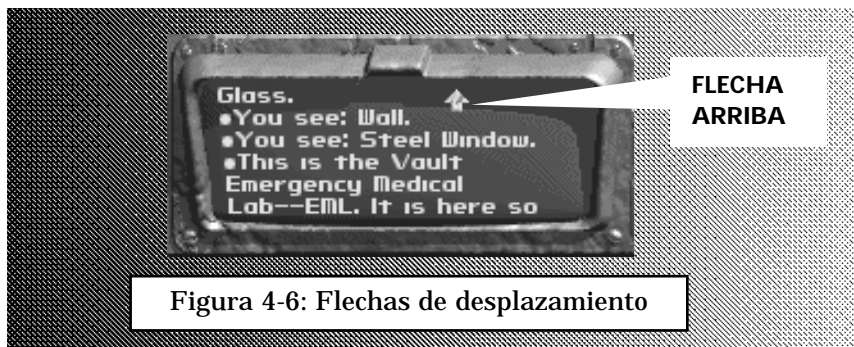 Glass.
•You see: Wall.
•You see: Steel Window.
•This is the Vault
Emergency Medical
Lab--EML. It is here so
FLECHA
ARRIBA
Figura 4-6: Flechas de desplazamiento